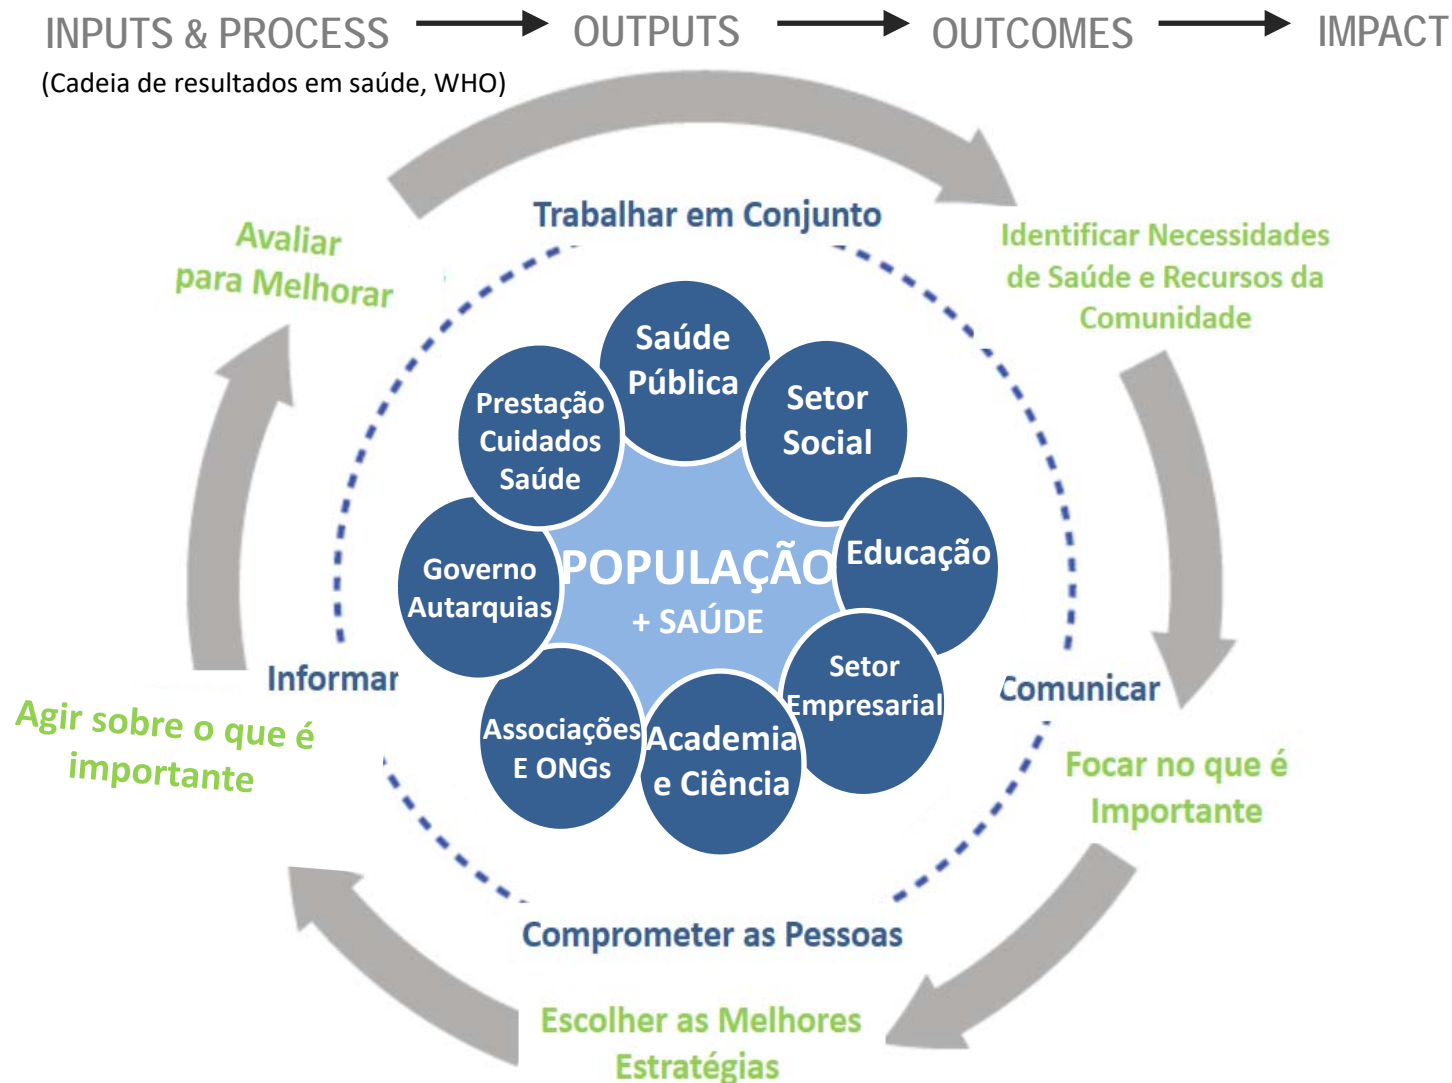 INPUTS & PROCESS
OUTPUTS
OUTCOMES
IMPACT
(Cadeia de resultados em saúde, WHO)
Trabalhar em Conjunto
Avaliar
para Melhorar
Identificar Necessidades
de Saúde e Recursos da
Comunidade
Saúde
Pública
Prestação
Cuidados
Saúde
Setor
Social
POPULAÇÃO
+ SAÚDE
Educação
Governo
Autarquias
Setor
Empresarial
Associações
E ONGs
Academia
e Ciência
Informar
Comunicar
Agir sobre o que é
importante
Focar no que é
Importante
Comprometer as Pessoas
Escolher as Melhores
Estratégias